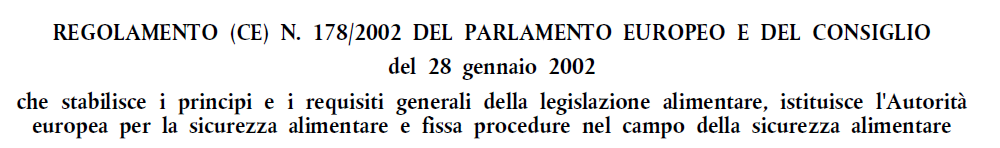 REGOLAMENTO (CE) N. 178/2002 DEL PARLAMENTO EUROPEO E DEL CONSIGLIO
del 28 gennaio 2002
che stabilisce i principi e i requisiti generali della legislazione alimentare, istituisce l'Autorità
europea per la sicurezza alimentare e fissa procedure nel campo della sicurezza alimentare